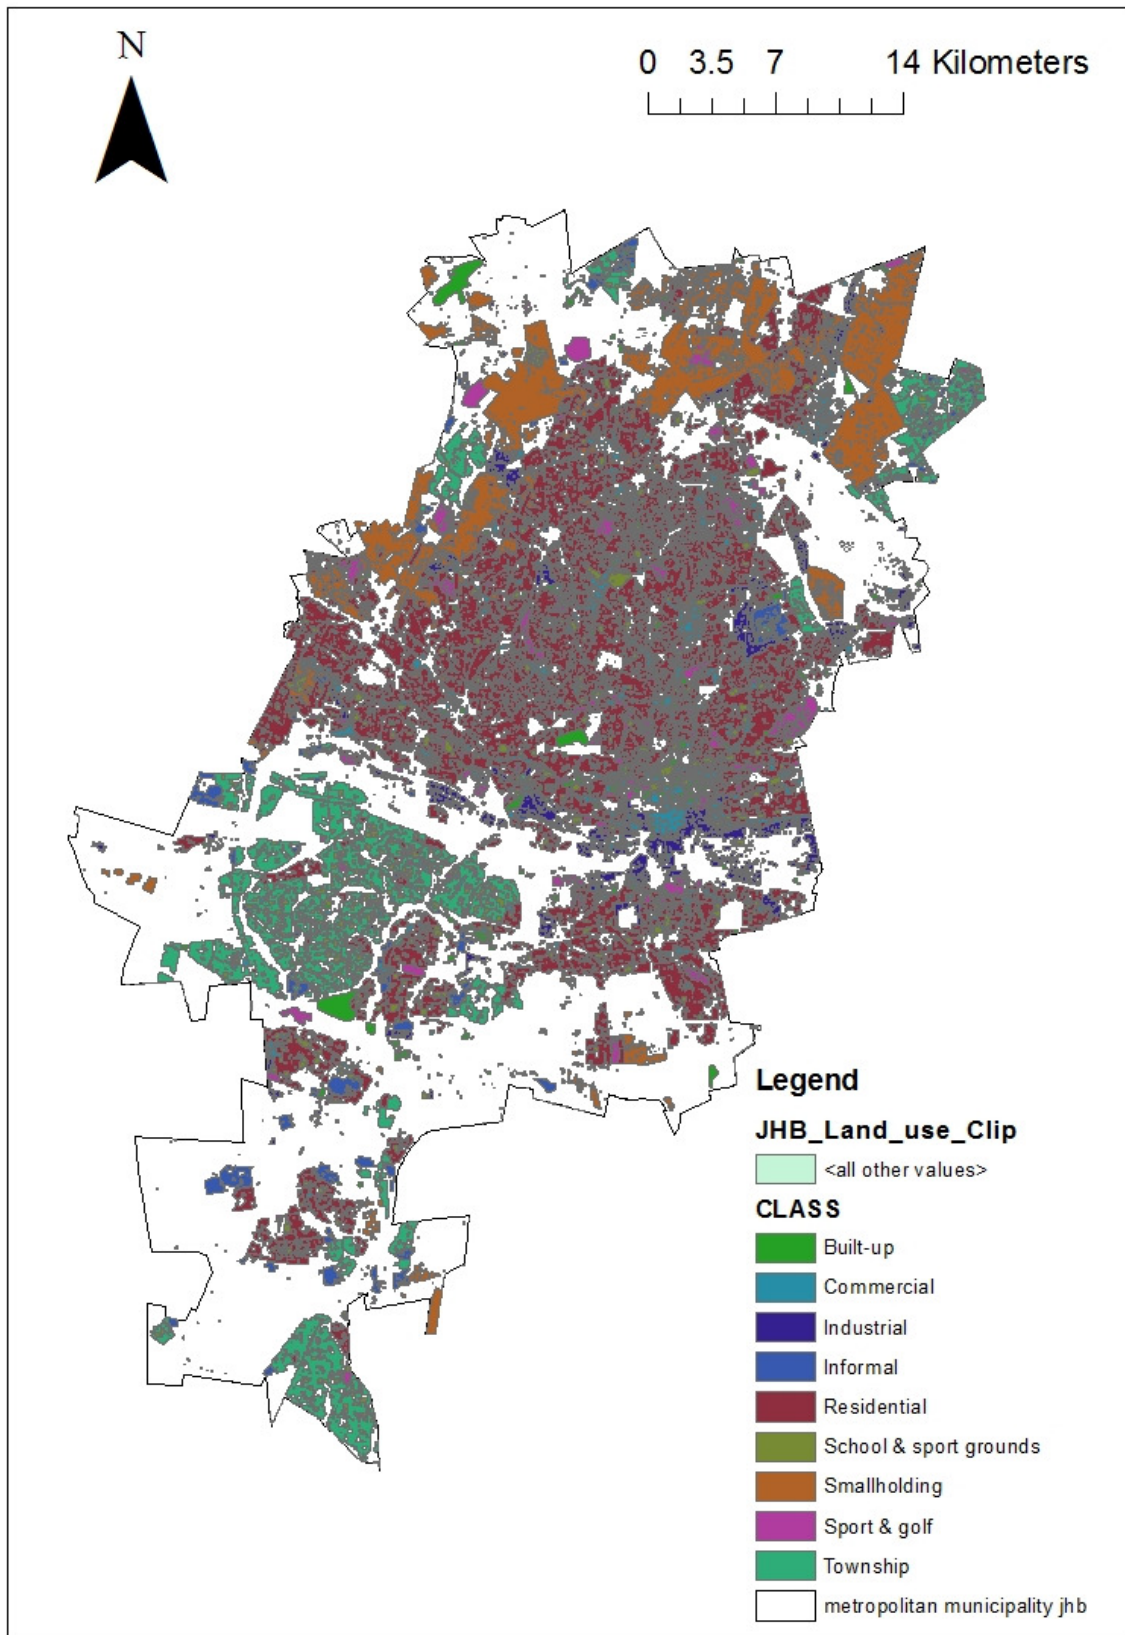 N
0 3.5 7 14 Kilometers
Legend
JHB_Land_use_Clip
<all other values>
CLASS
Built-up
Commercial
Industrial
Informal
Residential
School & sport grounds
Smallholding
Sport & golf
Township
metropolitan municipality jhb